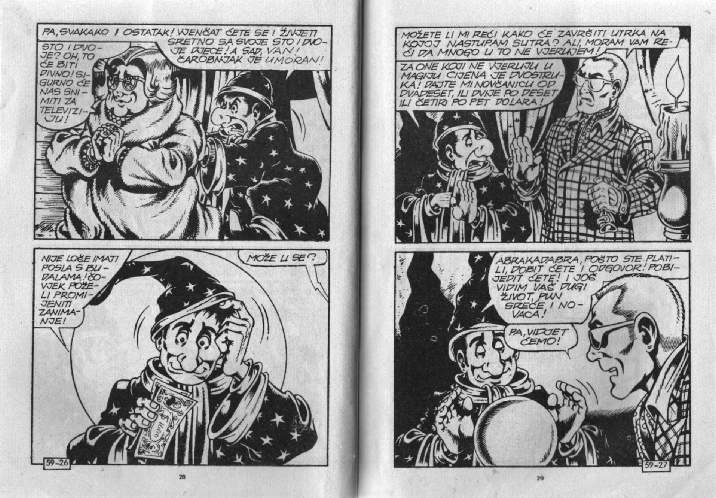 PA, SVAKAKO I OSTATAK! VJENČAT ĆETE SE I ŽIVJETI
SRETNO SA SVOJE STO I DVO-
JE DJECE! A SAD, VAN!
ČAROBNJAK JE UMORAN!
STO I DVO-
JE? OH, TO
ĆE BITI
DIVNO! SI-
GURNO ĆE
NAS SNI-
MITI ZA
TELEVIZI-
JU!
NIJE LOŠE IMATI
POSLA S BU-
DALAMA! ČO-
VJEK POŽE-
LI PROMI-
JENITI
ZANIMA-
NJE!
MOŽE LI SE?
59-26
28
MOŽETE LI MI REĆI KAKO ĆE ZAVRŠITI UTRKA NA
KOJOJ NASTUPAM SUTRA? ALI, MORAM VAM RE-
ĆI DA MNOGO U TO NE VJERUJEM!
ZA ONE KOJI NE VJERUJU U
MAGIJU CIJENA JE DVOSTRU-
KA! DAJTE MI NOVČANICU OD
DVADESET, ILI DVIJE PO DESET,
ILI ČETIRI PO PET DOLARA!
ABRAKADABRA, POŠTO STE PLATI-
LI, DOBIT ĆETE I ODGOVOR! POBI-
JEDIT ĆETE! I JOŠ
VIDIM VAŠ DUGI
ŽIVOT, PUN
SREĆE I NO-
VACA!
PA, VIDJET
ĆEMO!
59-27
29